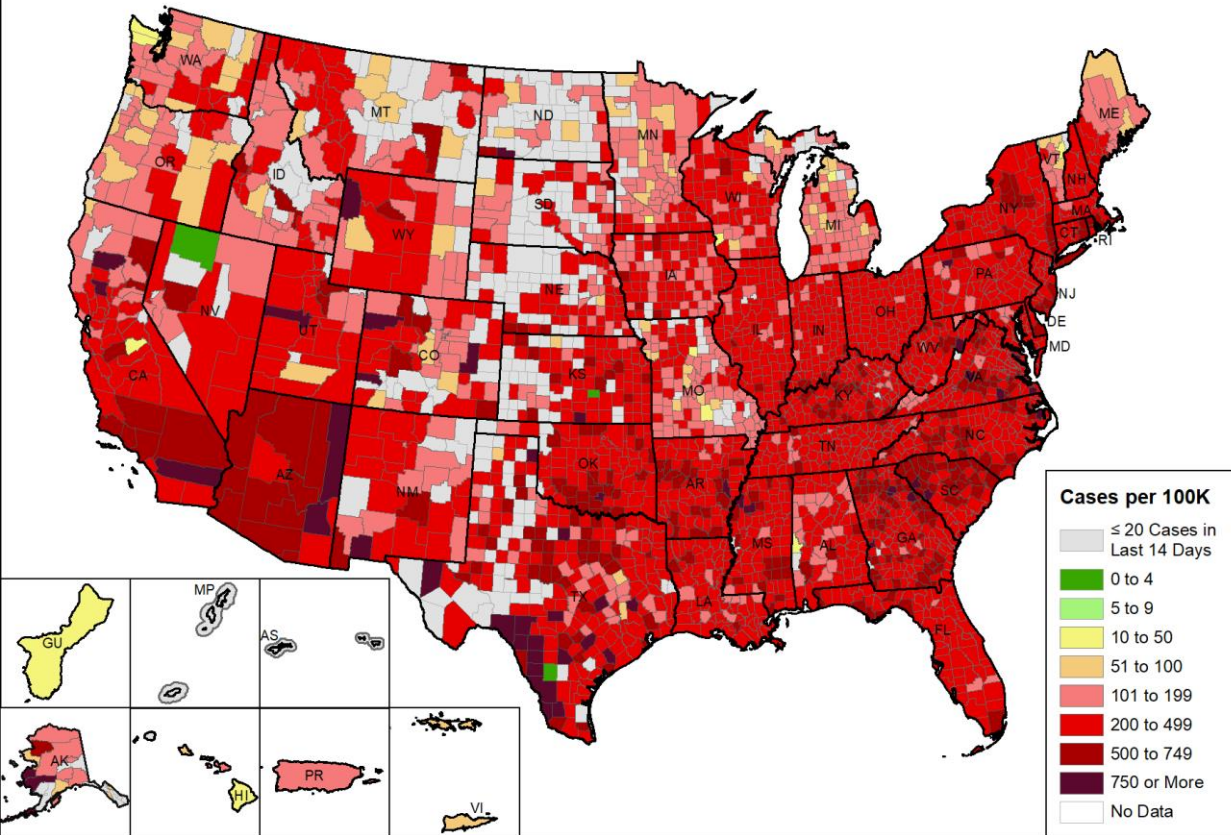 WA
MT
ND
MN
ME
OR
ID
SD
WI
VT
NH
NY
MA
CT
RI
WY
MI
IA
PA
NJ
NE
NV
UT
IL
IN
OH
DE
MD
CO
WV
CA
KS
MO
VA
KY
NC
TN
OK
AZ
NM
AR
SC
MS
AL
GA
TX
LA
FL
MP
GU
AS
AK
HI
PR
VI
Cases per 100K
≤ 20 Cases in
Last 14 Days
0 to 4
5 to 9
10 to 50
51 to 100
101 to 199
200 to 499
500 to 749
750 or More
No Data